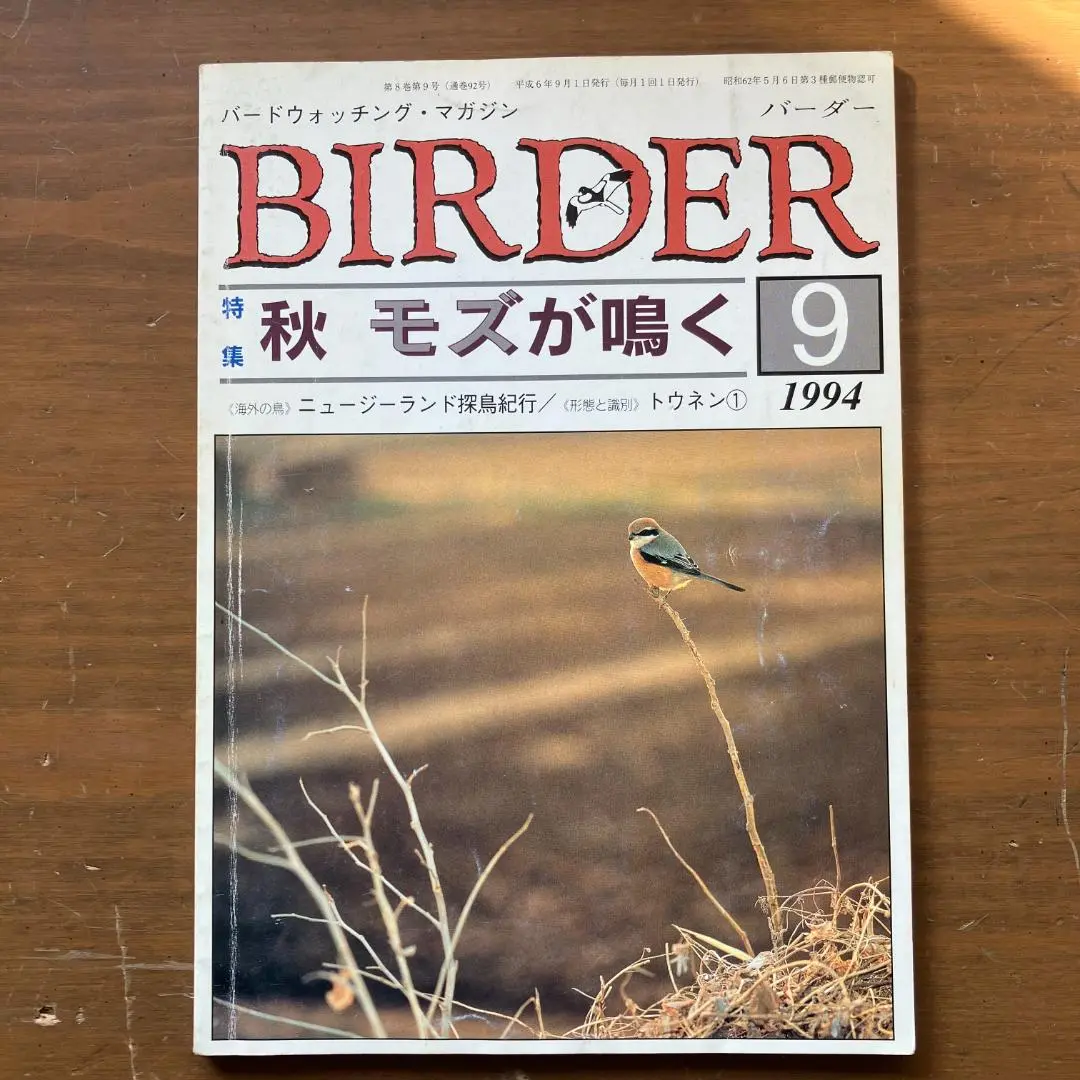 第8巻第9号(通巻92号) 平成6年9月1日発行(毎月1回1日発行) 昭和62年5月6日第3種郵便物認可
バードウォッチング・マガジン バーダー
BIRDER
特集 秋 モズが鳴く 9
《海外の鳥》ニュージーランド探鳥紀行/《形態と識別》トウネン① 1994